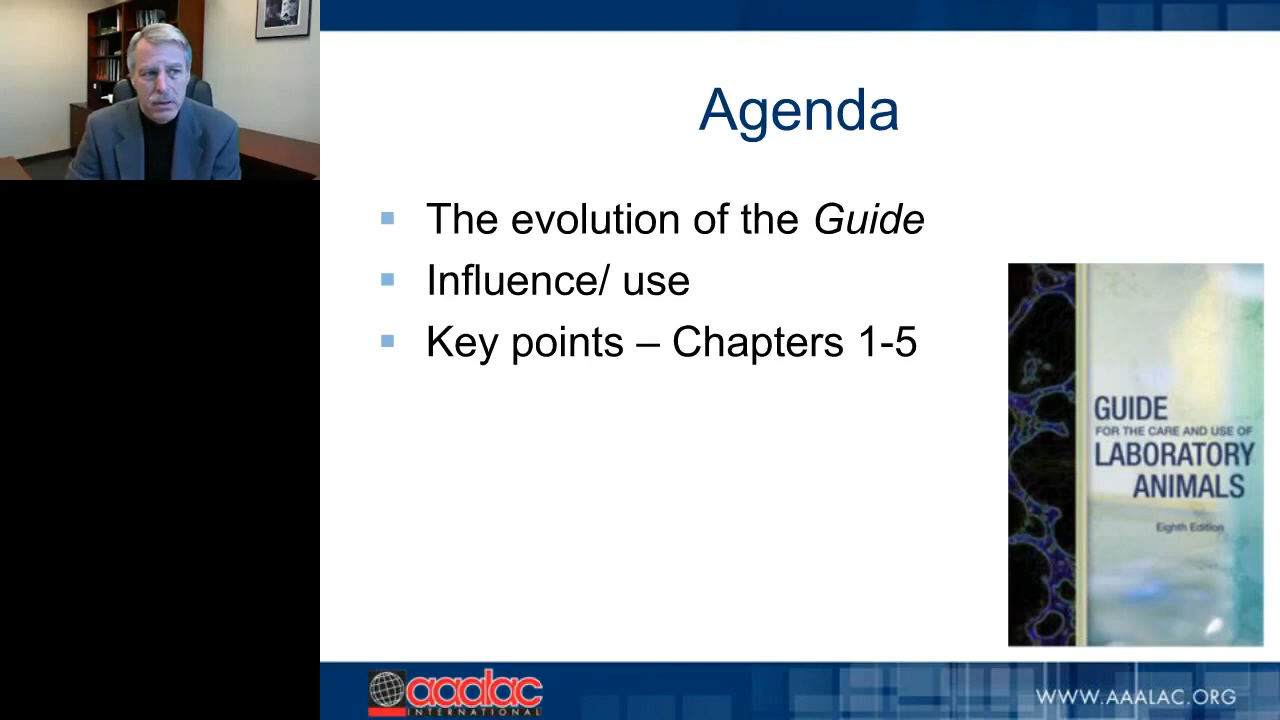 Agenda
▪ The evolution of the Guide
▪ Influence/ use
▪ Key points – Chapters 1-5
GUIDE
FOR THE CARE AND USE OF
LABORATORY
ANIMALS
Eighth Edition
aaalac
INTERNATIONAL
WWW.AAALAC.ORG